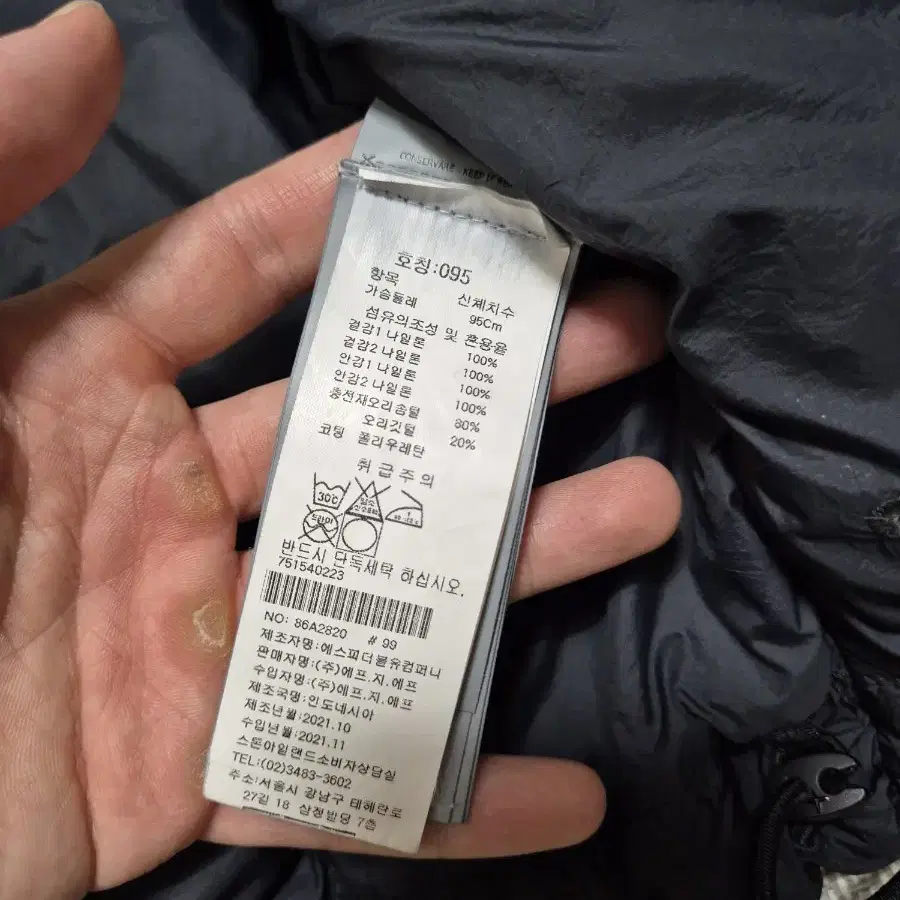 CONSERVARE KEEP
호칭:095
항목 신체치수
가슴둘레 95Cm
섬유의조성 및 혼용율
겉감1 나일론 100%
겉감2 나일론 100%
안감1 나일론 100%
안감2 나일론 100%
충전재오리솜털 80%
오리깃털 20%
코팅 폴리우레탄
취급주의
30℃
드라이
반드시 단독세탁 하십시오.
751540223
NO: 86A2820 # 99
제조자명:에스피더블유컴퍼니
판매자명:(주)에프.지.에프
수입자명:(주)에프.지.에프
제조국명:인도네시아
제조년월:2021.10
수입년월:2021.11
스톤아일랜드소비자상담실
TEL:(02)3483-3602
주소:서울시 강남구 테헤란로
27길 18 삼정빌딩 7층